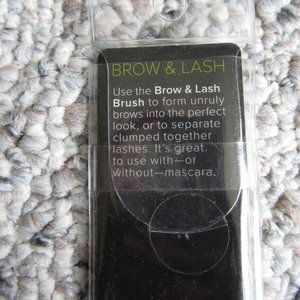 BROW & LASH
Use the Brow & Lash
Brush to form unruly
brows into the perfect
look, or to separate
clumped together
lashes. It's great
to use with—or
without—mascara.